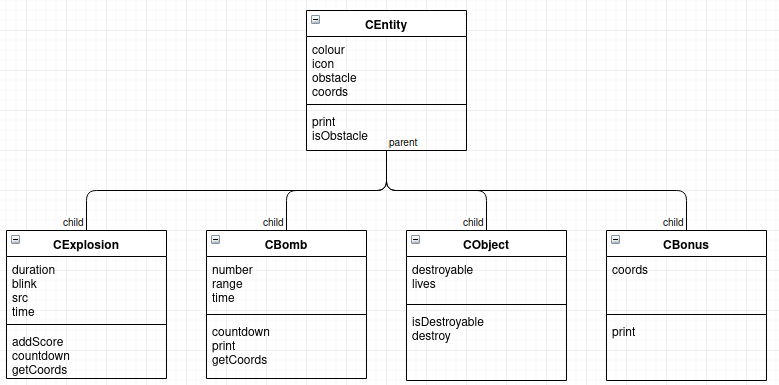 CEntity
colour
icon
obstacle
coords
print
isObstacle
parent
child
child
child
child
CExplosion
duration
blink
src
time
addScore
countdown
getCoords
CBomb
number
range
time
countdown
print
getCoords
CObject
destroyable
lives
isDestroyable
destroy
CBonus
coords
print